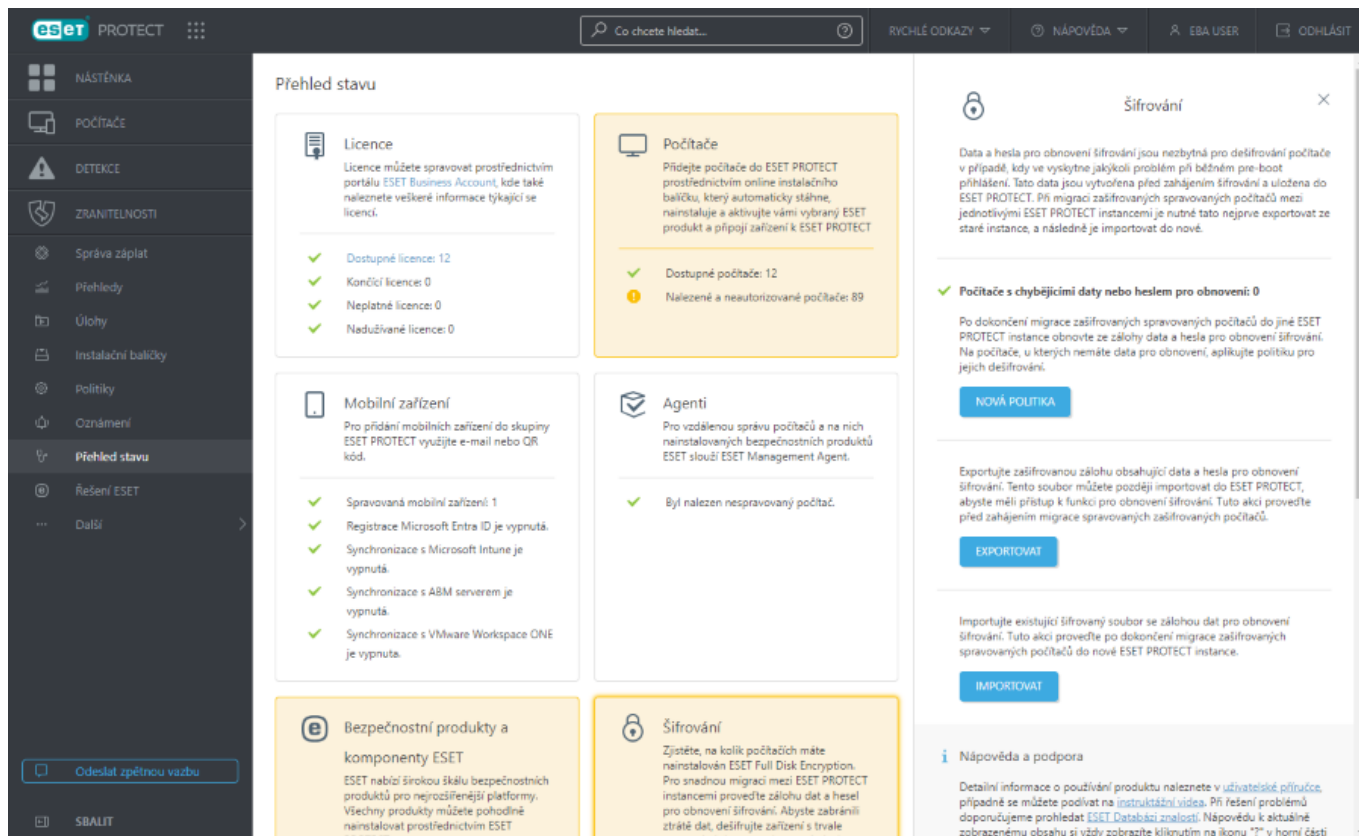 eset PROTECT
Co chcete hledat...
RYCHLÉ ODKAZY
NÁPOVĚDA
EBA USER
ODHLÁSIT
NÁSTĚNKA
POČÍTAČE
DETEKCE
ZRANITELNOSTI
Správa záplat
Přehledy
Úlohy
Instalační balíčky
Politiky
Oznámení
Přehled stavu
Řešení ESET
Další
Odeslat zpětnou vazbu
SBALIT
Přehled stavu
Licence
Licence můžete spravovat prostřednictvím
portálu ESET Business Account, kde také
naleznete veškeré informace týkající se
licencí.
Dostupné licence: 12
Končící licence: 0
Neplatné licence: 0
Nadužívané licence: 0
Počítače
Přidejte počítače do ESET PROTECT
prostřednictvím online instalačního
balíčku, který automaticky stáhne,
nainstaluje a aktivujte vámi vybraný ESET
produkt a připojí zařízení k ESET PROTECT
Dostupné počítače: 12
Nalezené a neautorizované počítače: 89
Mobilní zařízení
Pro přidání mobilních zařízení do skupiny
ESET PROTECT využijte e-mail nebo QR
kód.
Spravovaná mobilní zařízení: 1
Registrace Microsoft Entra ID je vypnutá.
Synchronizace s Microsoft Intune je
vypnutá.
Synchronizace s ABM serverem je
vypnutá.
Synchronizace s VMware Workspace ONE
je vypnuta.
Agenti
Pro vzdálenou správu počítačů a na nich
nainstalovaných bezpečnostních produktů
ESET slouží ESET Management Agent.
Byl nalezen nespravovaný počítač.
Bezpečnostní produkty a
komponenty ESET
ESET nabízí širokou škálu bezpečnostních
produktů pro nejrozšířenější platformy.
Všechny produkty můžete pohodlně
nainstalovat prostřednictvím ESET
Šifrování
Zjistěte, na kolik počítačích máte
nainstalován ESET Full Disk Encryption.
Pro snadnou migraci mezi ESET PROTECT
instancemi proveďte zálohu dat a hesel
pro obnovení šifrování. Abyste zabránili
ztrátě dat, dešifrujte zařízení s trvale
Šifrování
Data a hesla pro obnovení šifrování jsou nezbytná pro dešifrování počítače
v případě, kdy ve vyskytne jakýkoli problém při běžném pre-boot
přihlášení. Tato data jsou vytvořena před zahájením šifrování a uložena do
ESET PROTECT. Při migraci zašifrovaných spravovaných počítačů mezi
jednotlivými ESET PROTECT instancemi je nutné tato nejprve exportovat ze
staré instance, a následně je importovat do nové.
Počítače s chybějícími daty nebo heslem pro obnovení: 0
Po dokončení migrace zašifrovaných spravovaných počítačů do jiné ESET
PROTECT instance obnovte ze zálohy data a hesla pro obnovení šifrování.
Na počítače, u kterých nemáte data pro obnovení, aplikujte politiku pro
jejich dešifrování.
NOVÁ POLITIKA
Exportujte zašifrovanou zálohu obsahující data a hesla pro obnovení
šifrování. Tento soubor můžete později importovat do ESET PROTECT,
abyste měli přístup k funkci pro obnovení šifrování. Tuto akci proveďte
před zahájením migrace spravovaných zašifrovaných počítačů.
EXPORTOVAT
Importujte existující šifrovaný soubor se zálohou dat pro obnovení
šifrování. Tuto akci proveďte po dokončení migrace zašifrovaných
spravovaných počítačů do nové ESET PROTECT instance.
IMPORTOVAT
Nápověda a podpora
Detailní informace o používání produktu naleznete v uživatelské příručce,
případně se můžete podívat na instruktážní videa. Při řešení problémů
doporučujeme prohledat ESET Databázi znalostí. Nápovědu k aktuálně
zobrazenému obsahu si vždy zobrazíte kliknutím na ikonu "?" v horní části